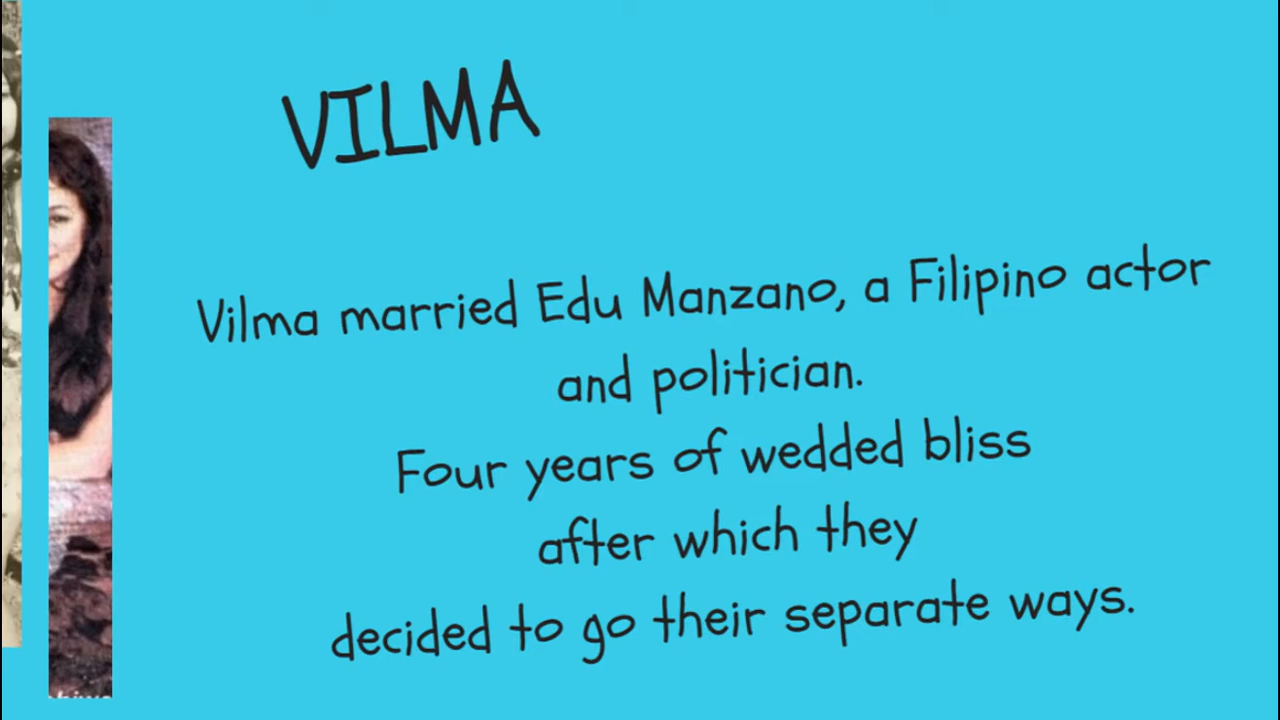 VILMA
Vilma married Edu Manzano, a Filipino actor
and politician.
Four years of wedded bliss
after which they
decided to go their separate ways.